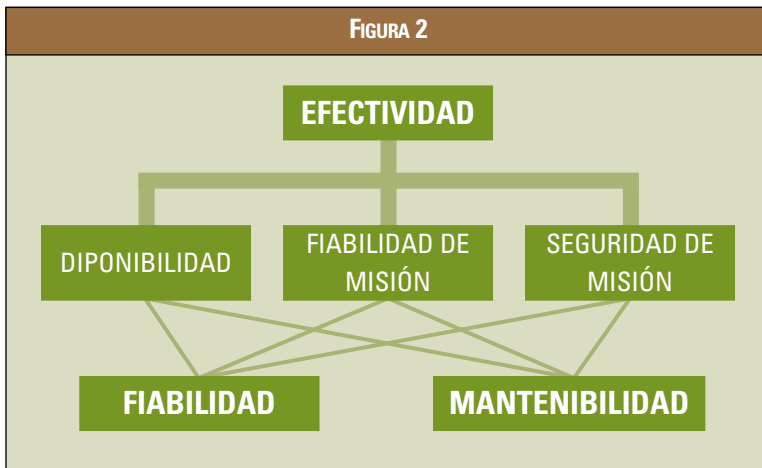 FIGURA 2
EFECTIVIDAD
DIPONIBILIDAD
FIABILIDAD DE
MISIÓN
SEGURIDAD DE
MISIÓN
FIABILIDAD
MANTENIBILIDAD